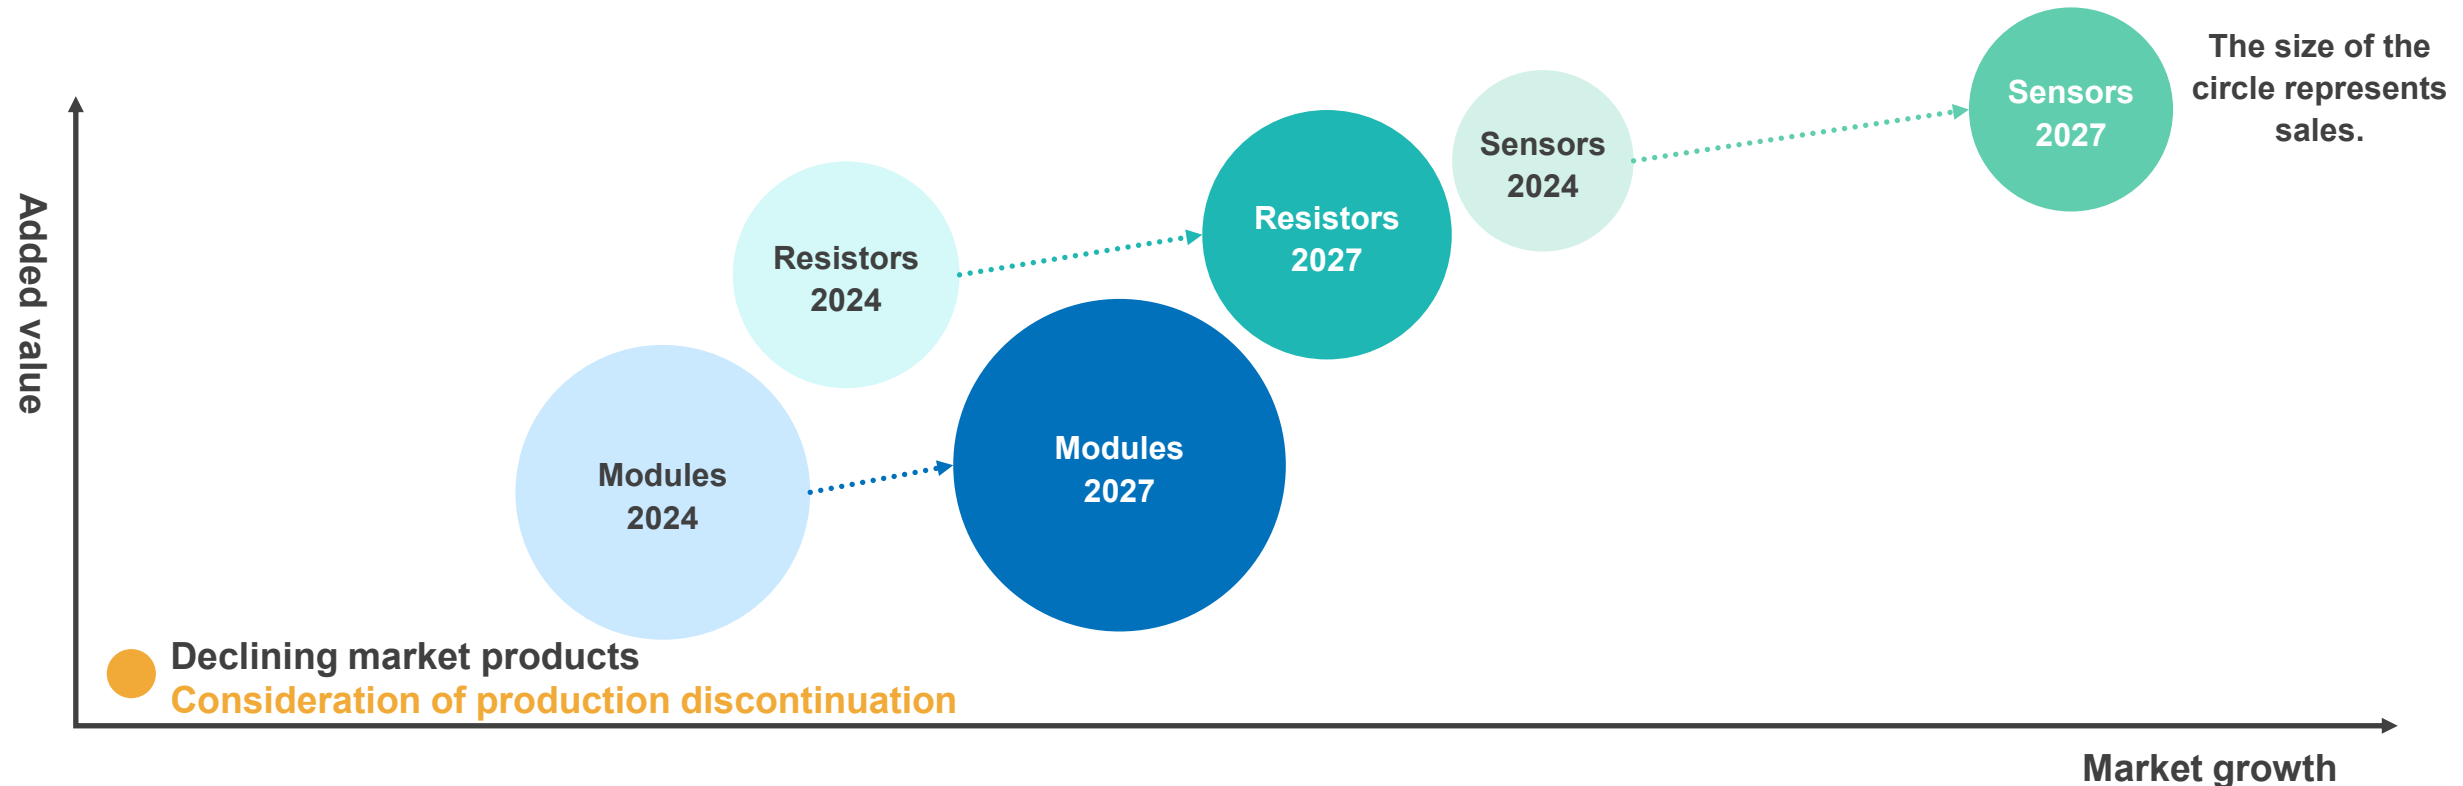 The size of the
circle represents
sales.
Added value
Sensors
2027
Sensors
2024
Resistors
2027
Resistors
2024
Modules
2027
Modules
2024
Declining market products
Consideration of production discontinuation
Market growth